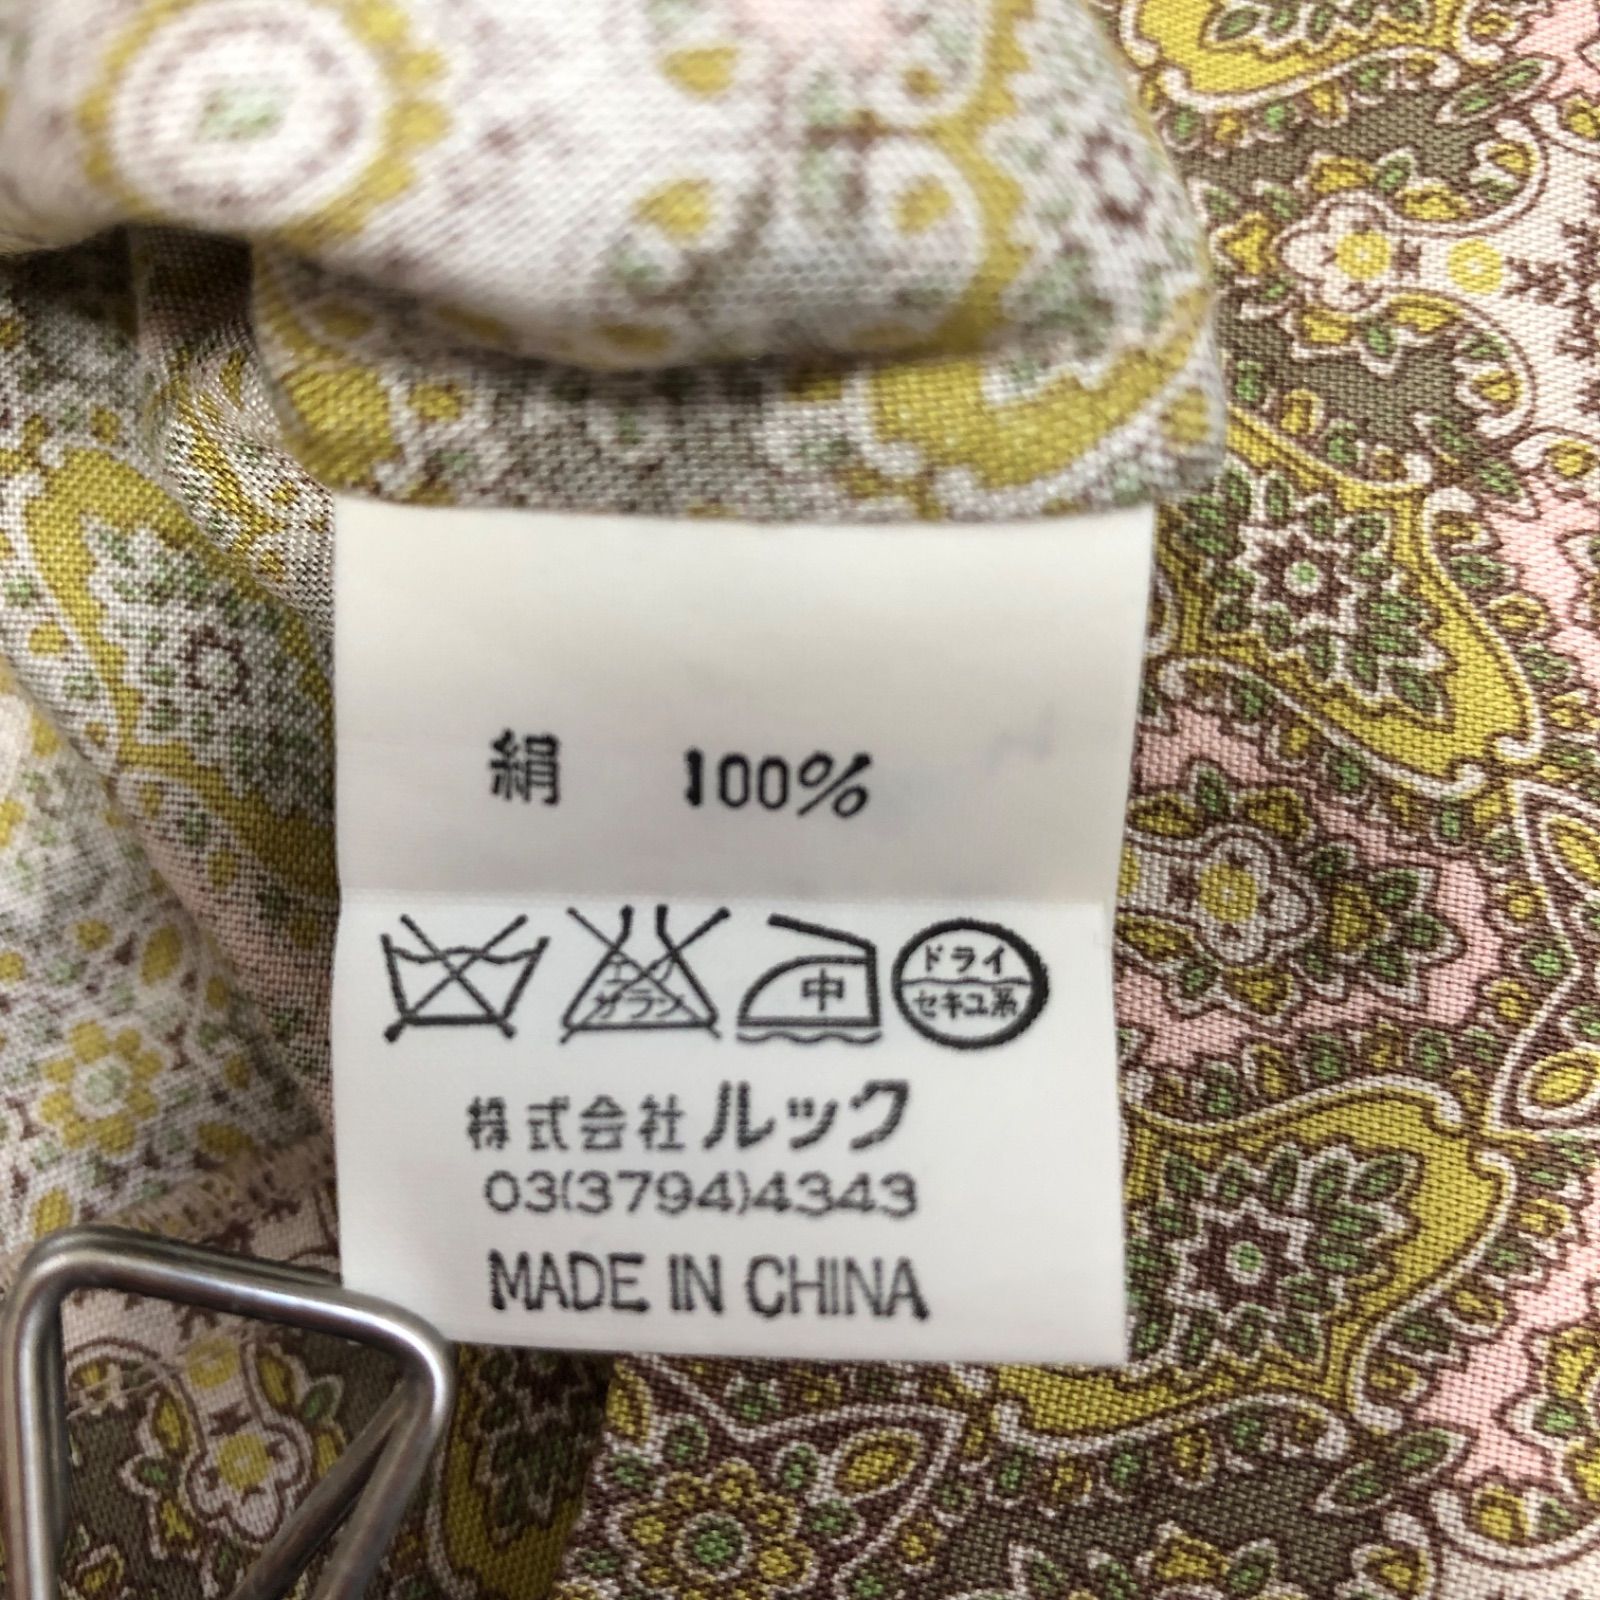 絹 100%
エンソ
サラシ
中
ドライ
セキユ系
株式会社ルック
03(3794)4343
MADE IN CHINA